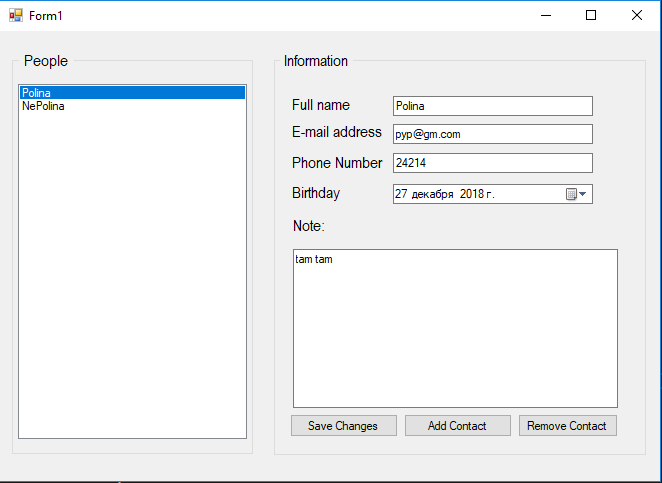 Form1
People
Polina
NePolina
Information
Full name Polina
E-mail address pyp@gm.com
Phone Number 24214
Birthday 27 декабря 2018 г.
Note:
tam tam
Save Changes Add Contact Remove Contact